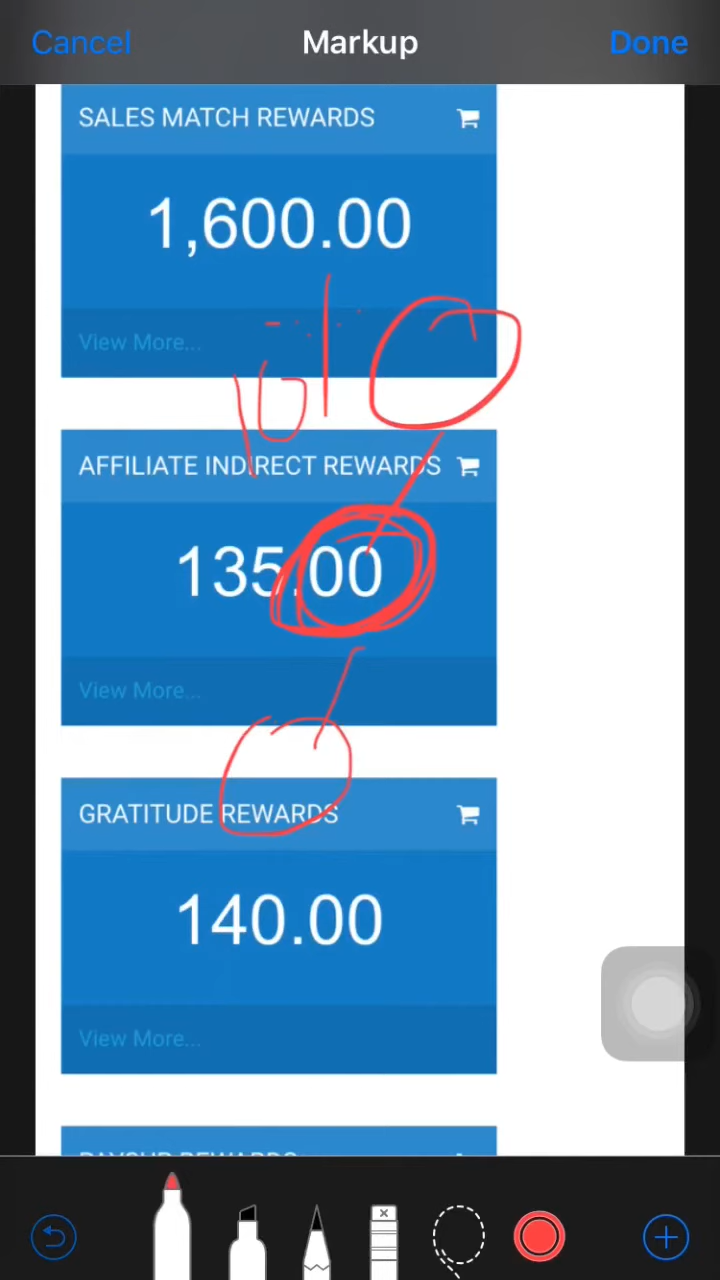 Cancel Markup Done
SALES MATCH REWARDS
1,600.00
View More...
AFFILIATE INDIRECT REWARDS
135.00
View More...
GRATITUDE REWARDS
140.00
View More...